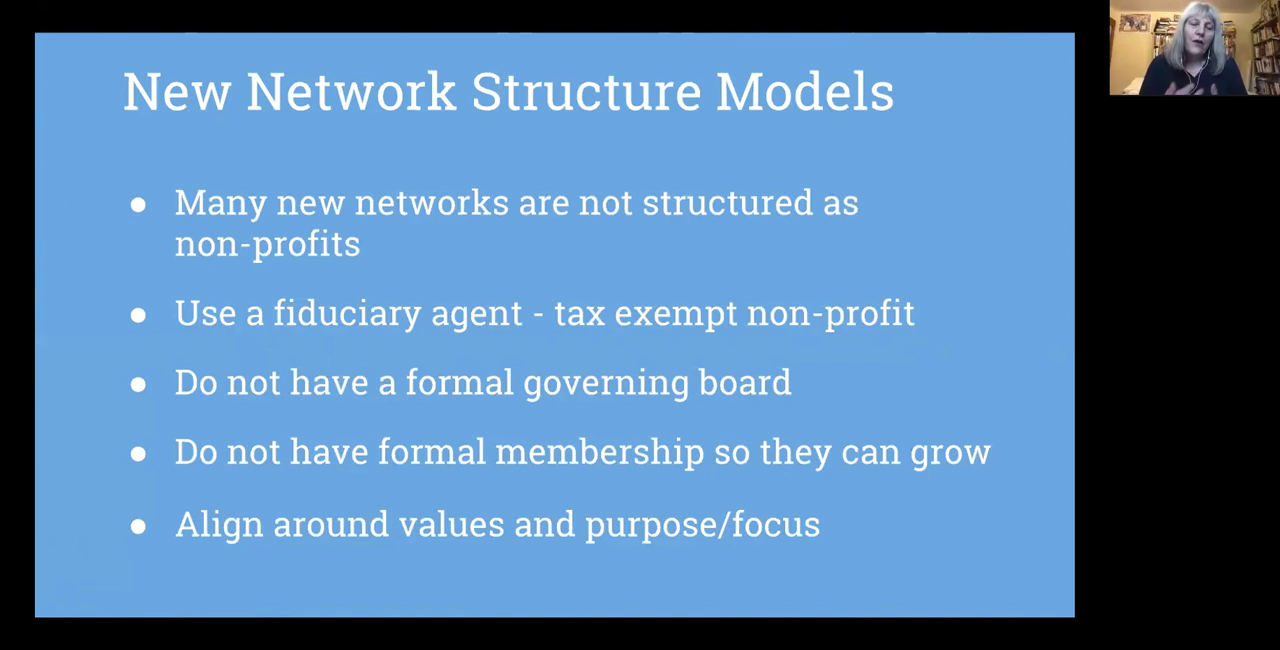 New Network Structure Models
● Many new networks are not structured as
non-profits
● Use a fiduciary agent - tax exempt non-profit
● Do not have a formal governing board
● Do not have formal membership so they can grow
● Align around values and purpose/focus